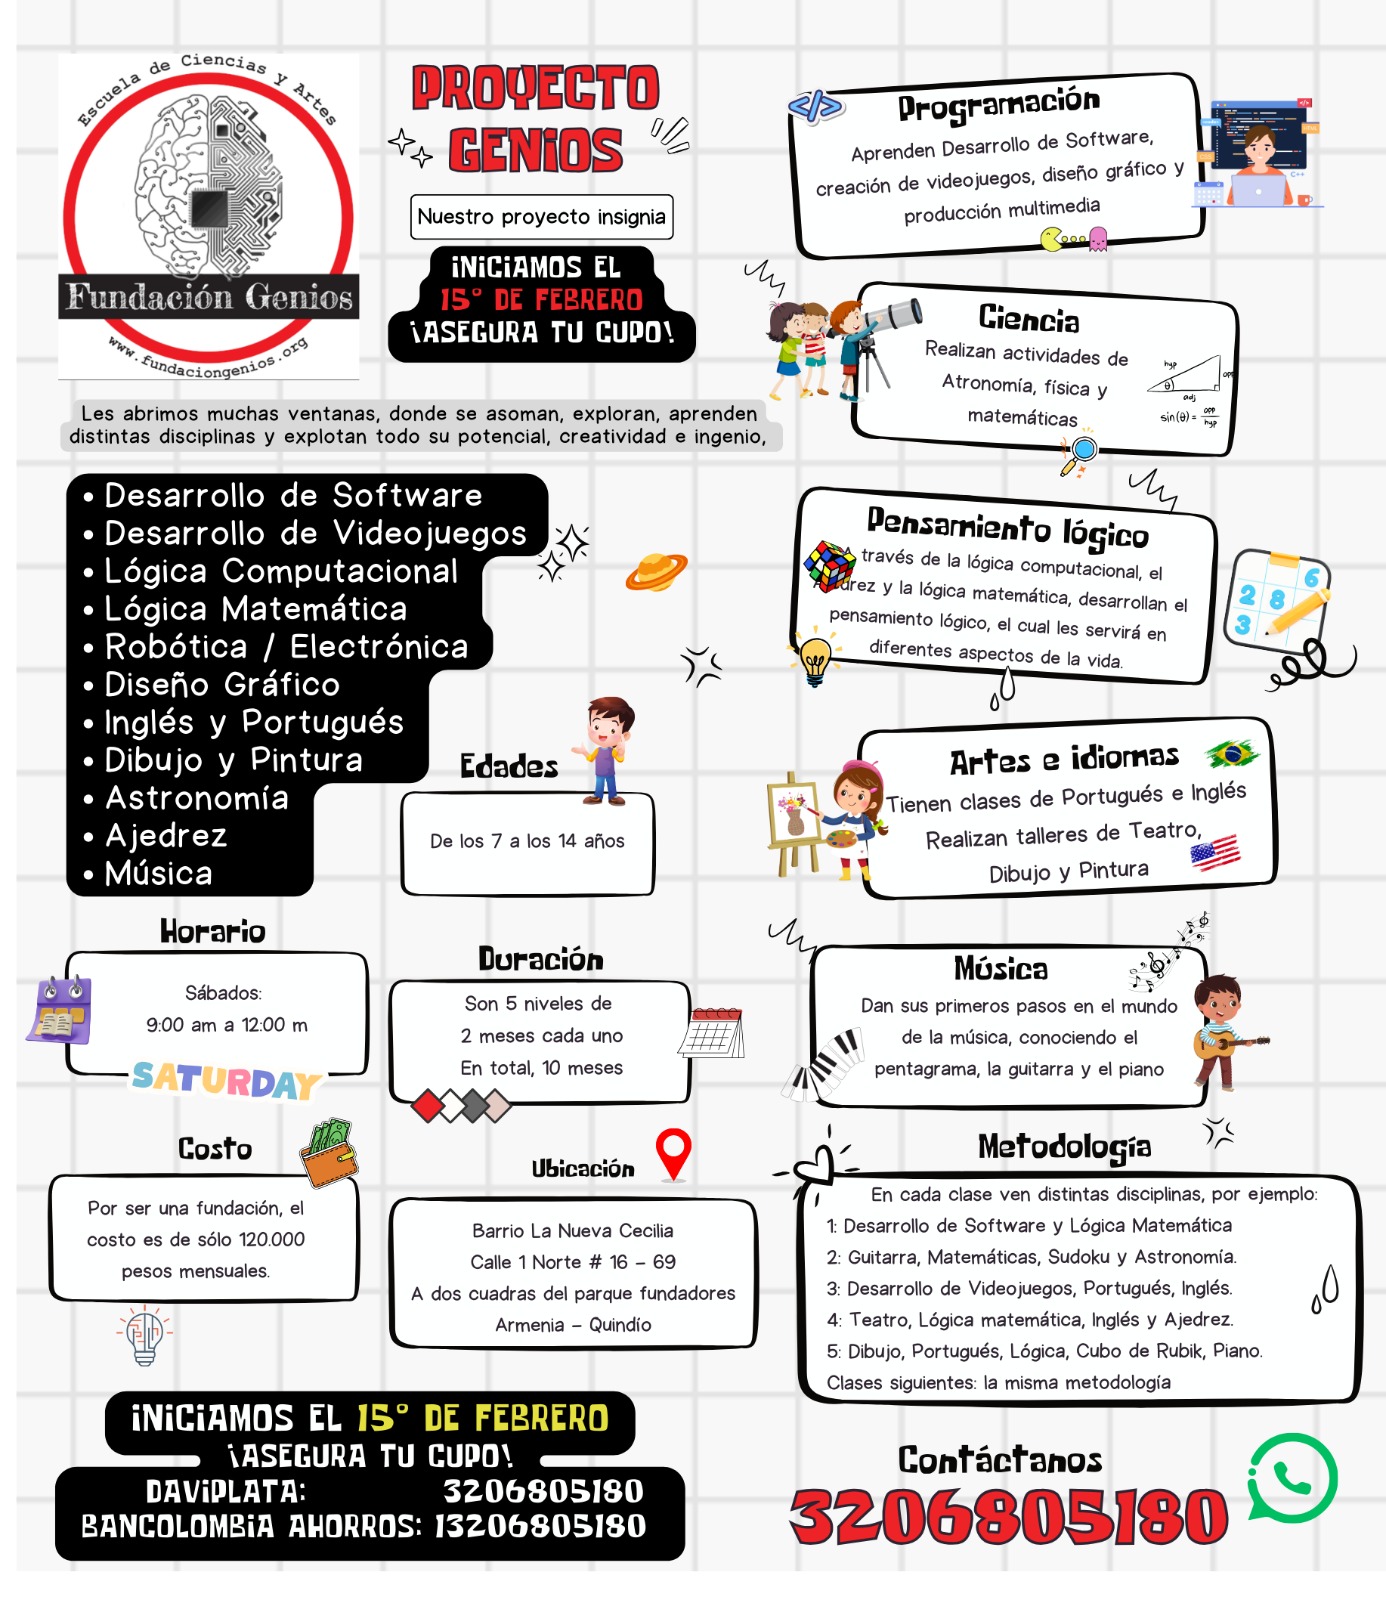 Escuela de Ciencias y Artes
Fundación Genios
www.fundaciongenios.org
PROYECTO
GENiOS
Nuestro proyecto insignia
iNiCiAMOS EL
15° DE FEBRERO
¡ASEGURA TU CUPO!
Les abrimos muchas ventanas, donde se asoman, exploran, aprenden
distintas disciplinas y explotan todo su potencial, creatividad e ingenio,
• Desarrollo de Software
• Desarrollo de Videojuegos
• Lógica Computacional
• Lógica Matemática
• Robótica / Electrónica
• Diseño Gráfico
• Inglés y Portugués
• Dibujo y Pintura
• Astronomía
• Ajedrez
• Música
Edades
De los 7 a los 14 años
Horario
Sábados:
9:00 am a 12:00 m
SATURDAY
Duración
Son 5 niveles de
2 meses cada uno
En total, 10 meses
Costo
Por ser una fundación, el
costo es de sólo 120.000
pesos mensuales.
Ubicación
Barrio La Nueva Cecilia
Calle 1 Norte # 16 - 69
A dos cuadras del parque fundadores
Armenia - Quindío
iNiCiAMOS EL 15° DE FEBRERO
¡ASEGURA TU CUPO!
DAViPLATA: 3206805180
BANCOLOMBiA AHORROS: 13206805180
</>
Programación
Aprenden Desarrollo de Software,
creación de videojuegos, diseño gráfico y
producción multimedia
C++
Ciencia
Realizan actividades de
Atronomía, física y
matemáticas
hyp
opp
θ
adj
sin(θ) = opp
hyp
Pensamiento lógico
través de la lógica computacional, el
drez y la lógica matemática, desarrollan el
pensamiento lógico, el cual les servirá en
diferentes aspectos de la vida.
6
2 8
3
Artes e idiomas
Tienen clases de Portugués e Inglés
Realizan talleres de Teatro,
Dibujo y Pintura
Música
Dan sus primeros pasos en el mundo
de la música, conociendo el
pentagrama, la guitarra y el piano
Metodología
En cada clase ven distintas disciplinas, por ejemplo:
1: Desarrollo de Software y Lógica Matemática
2: Guitarra, Matemáticas, Sudoku y Astronomía.
3: Desarrollo de Videojuegos, Portugués, Inglés.
4: Teatro, Lógica matemática, Inglés y Ajedrez.
5: Dibujo, Portugués, Lógica, Cubo de Rubik, Piano.
Clases siguientes: la misma metodología
Contáctanos
3206805180